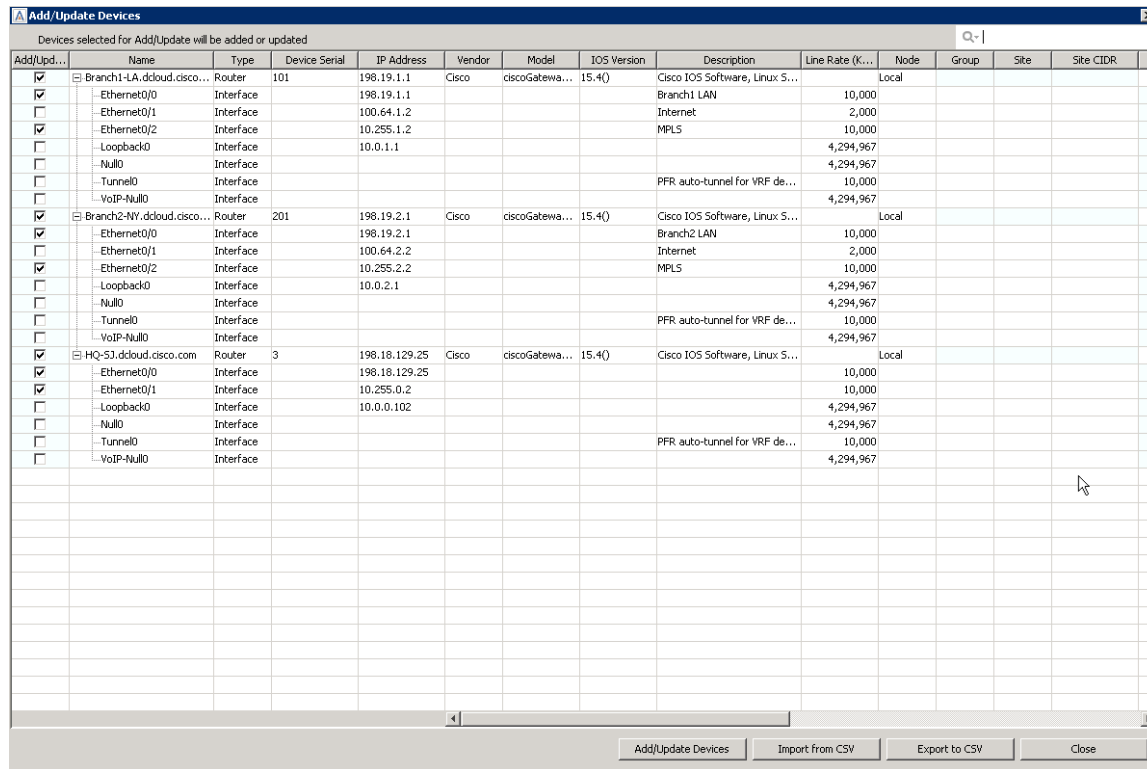 Add/Update Devices
Devices selected for Add/Update will be added or updated
Add/Upd... Name Type Device Serial IP Address Vendor Model IOS Version Description Line Rate (K... Node Group Site Site CIDR
Branch1-LA.dcloud.cisco... Router 101 198.19.1.1 Cisco ciscoGatewa... 15.4() Cisco IOS Software, Linux S... Local
Ethernet0/0 Interface 198.19.1.1 Branch1 LAN 10,000
Ethernet0/1 Interface 100.64.1.2 Internet 2,000
Ethernet0/2 Interface 10.255.1.2 MPLS 10,000
Loopback0 Interface 10.0.1.1 4,294,967
Null0 Interface 4,294,967
Tunnel0 Interface PFR auto-tunnel for VRF de... 10,000
VoIP-Null0 Interface 4,294,967
Branch2-NY.dcloud.cisco... Router 201 198.19.2.1 Cisco ciscoGatewa... 15.4() Cisco IOS Software, Linux S... Local
Ethernet0/0 Interface 198.19.2.1 Branch2 LAN 10,000
Ethernet0/1 Interface 100.64.2.2 Internet 2,000
Ethernet0/2 Interface 10.255.2.2 MPLS 10,000
Loopback0 Interface 10.0.2.1 4,294,967
Null0 Interface 4,294,967
Tunnel0 Interface PFR auto-tunnel for VRF de... 10,000
VoIP-Null0 Interface 4,294,967
HQ-SJ.dcloud.cisco.com Router 3 198.18.129.25 Cisco ciscoGatewa... 15.4() Cisco IOS Software, Linux S... Local
Ethernet0/0 Interface 198.18.129.25 10,000
Ethernet0/1 Interface 10.255.0.2 10,000
Loopback0 Interface 10.0.0.102 4,294,967
Null0 Interface 4,294,967
Tunnel0 Interface PFR auto-tunnel for VRF de... 10,000
VoIP-Null0 Interface 4,294,967
Add/Update Devices Import from CSV Export to CSV Close